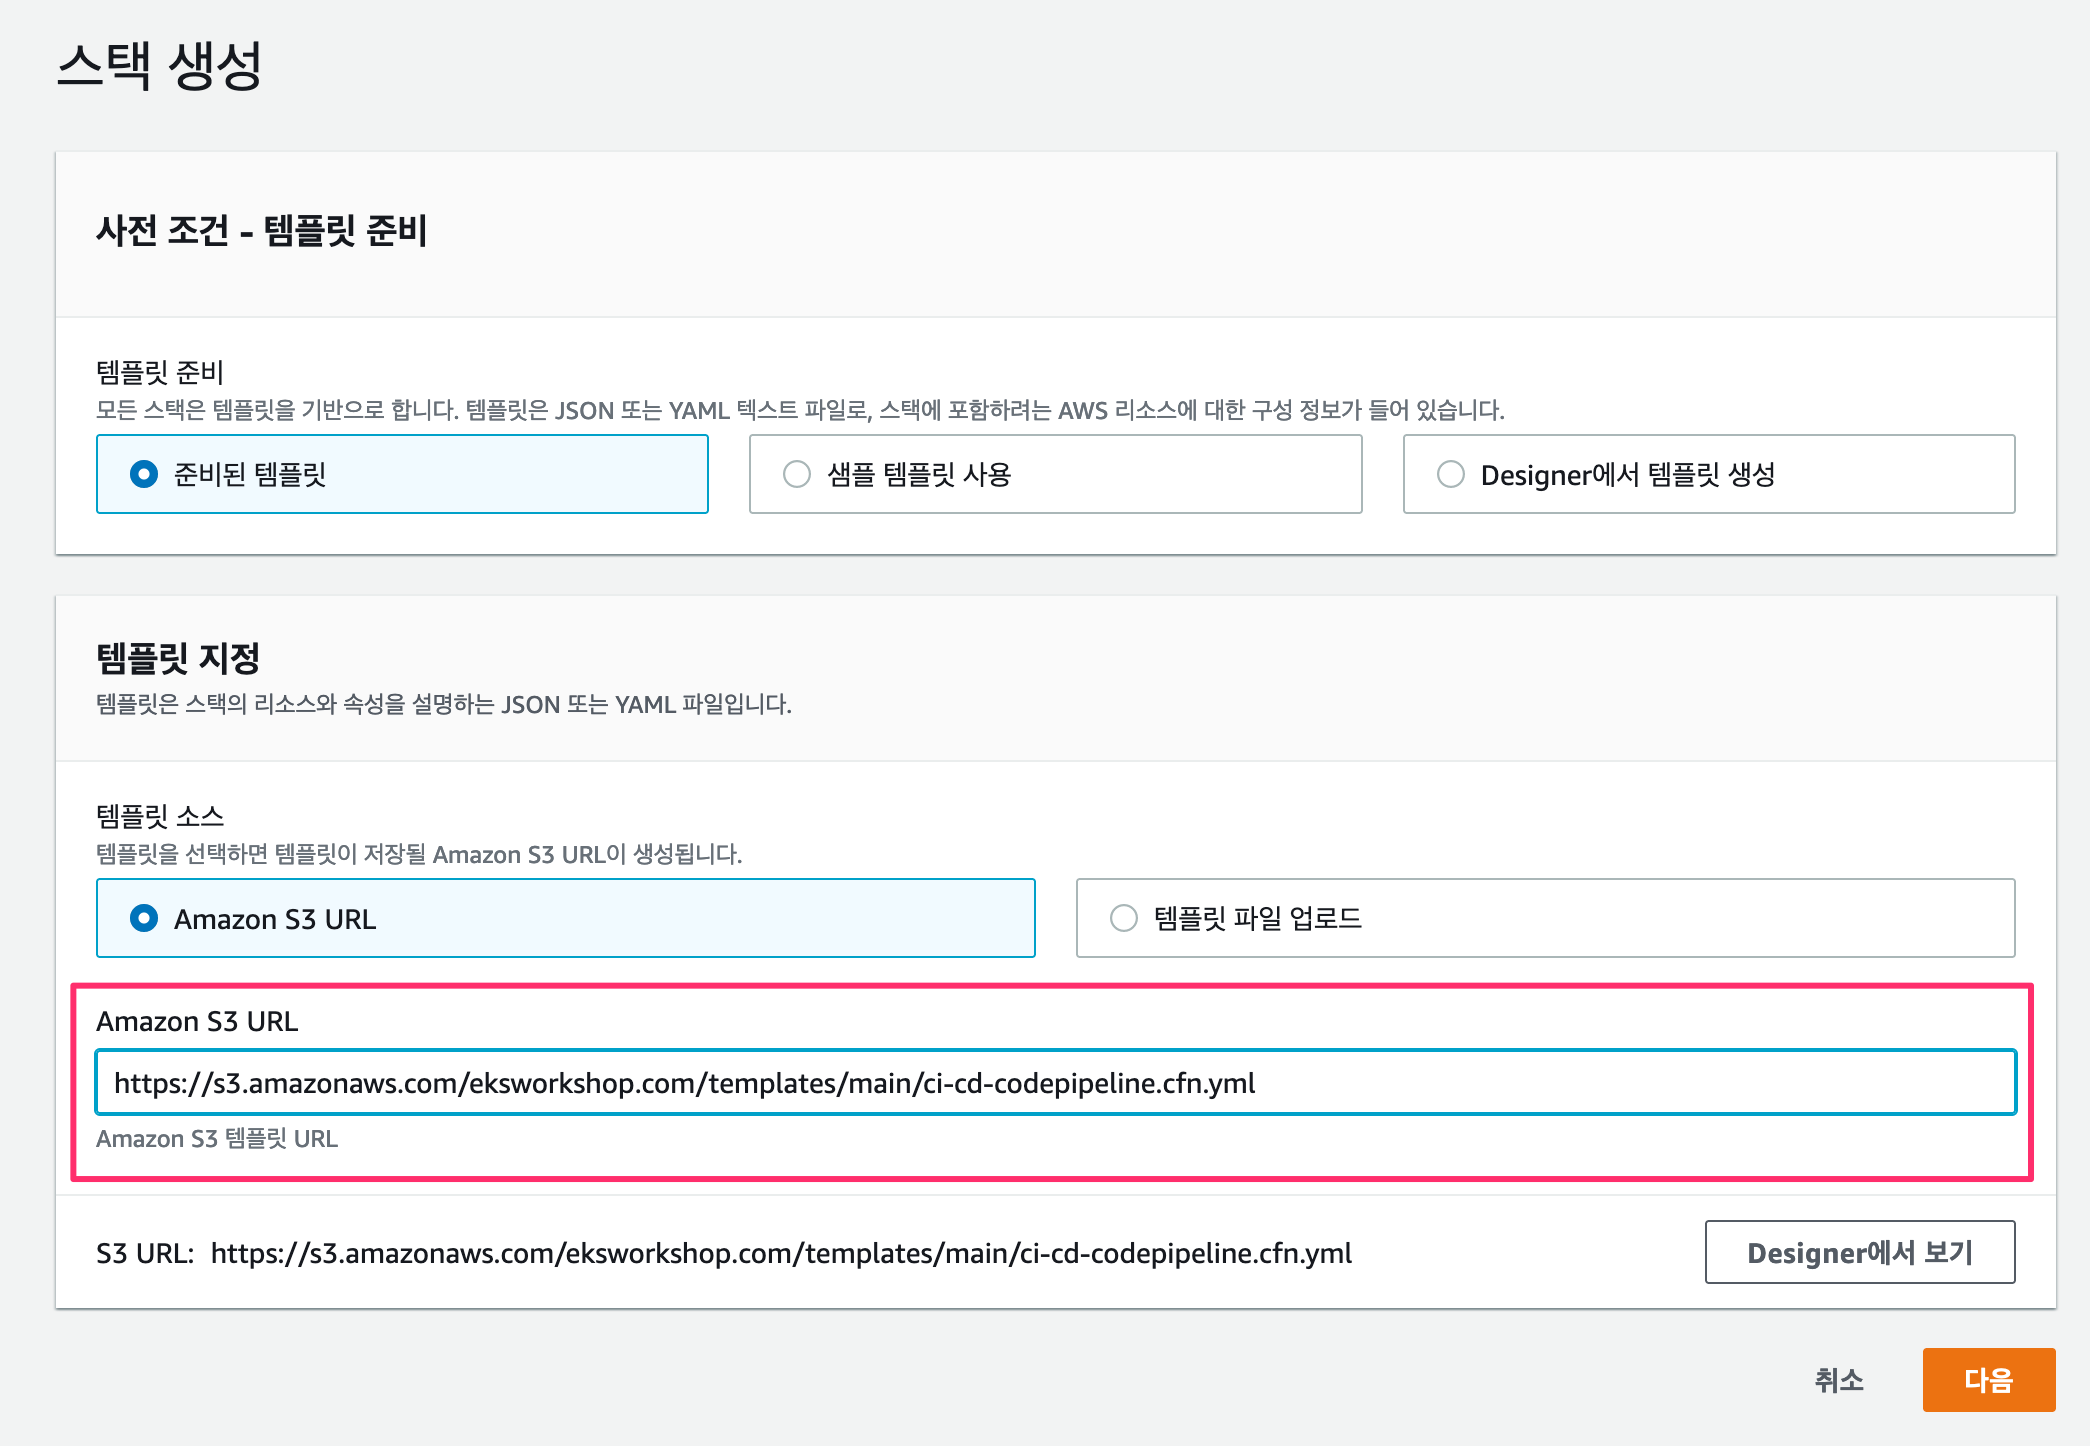 스택 생성
사전 조건 - 템플릿 준비
템플릿 준비
모든 스택은 템플릿을 기반으로 합니다. 템플릿은 JSON 또는 YAML 텍스트 파일로, 스택에 포함하려는 AWS 리소스에 대한 구성 정보가 들어 있습니다.
준비된 템플릿
샘플 템플릿 사용
Designer에서 템플릿 생성
템플릿 지정
템플릿은 스택의 리소스와 속성을 설명하는 JSON 또는 YAML 파일입니다.
템플릿 소스
템플릿을 선택하면 템플릿이 저장될 Amazon S3 URL이 생성됩니다.
Amazon S3 URL
템플릿 파일 업로드
Amazon S3 URL
https://s3.amazonaws.com/eksworkshop.com/templates/main/ci-cd-codepipeline.cfn.yml
Amazon S3 템플릿 URL
S3 URL: https://s3.amazonaws.com/eksworkshop.com/templates/main/ci-cd-codepipeline.cfn.yml
Designer에서 보기
취소
다음